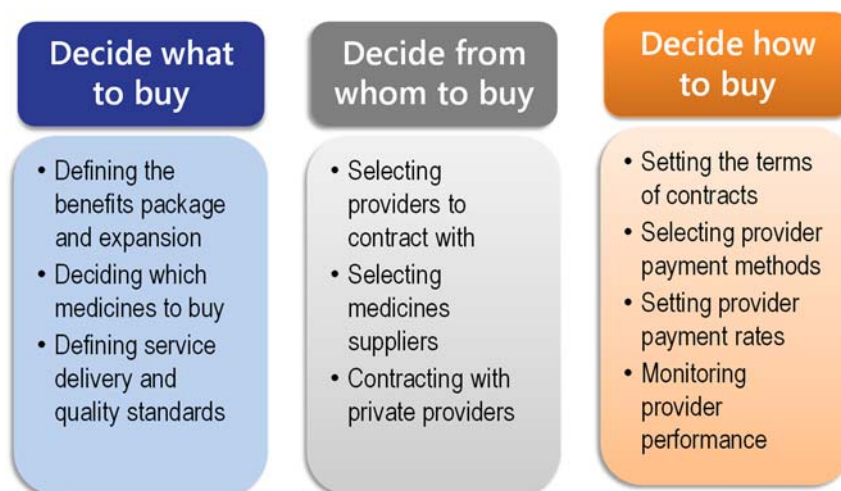 Decide what
to buy
• Defining the
benefits package
and expansion
• Deciding which
medicines to buy
• Defining service
delivery and
quality standards
Decide from
whom to buy
• Selecting
providers to
contract with
• Selecting
medicines
suppliers
• Contracting with
private providers
Decide how
to buy
• Setting the terms
of contracts
• Selecting provider
payment methods
• Setting provider
payment rates
• Monitoring
provider
performance